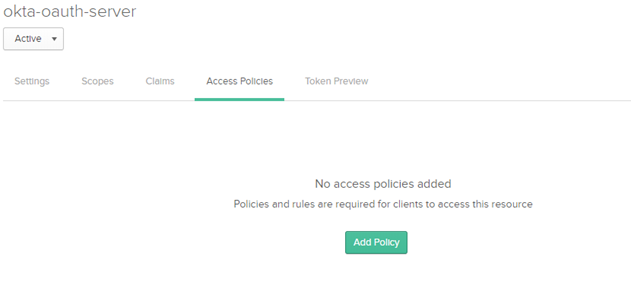 okta-oauth-server
Active
Settings Scopes Claims Access Policies Token Preview
No access policies added
Policies and rules are required for clients to access this resource
Add Policy